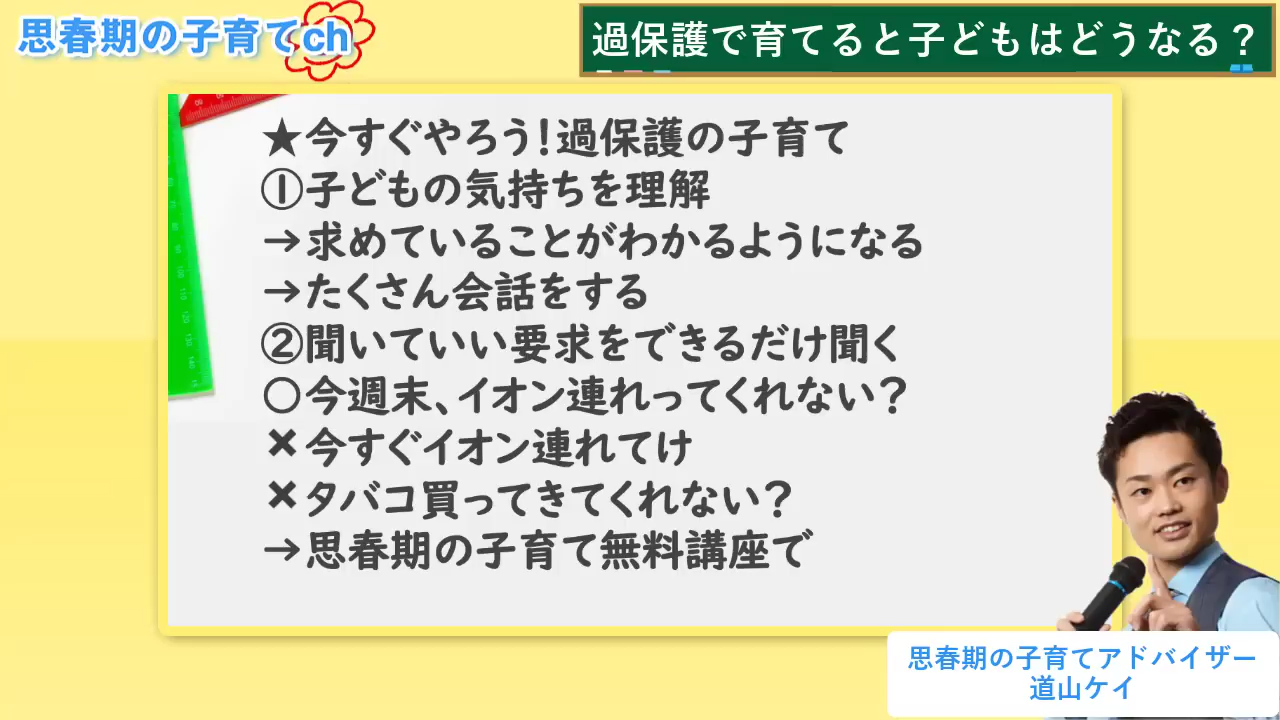 思春期の子育てch
過保護で育てると子どもはどうなる？
★今すぐやろう！過保護の子育て
①子どもの気持ちを理解
→求めていることがわかるようになる
→たくさん会話をする
②聞いていい要求をできるだけ聞く
○今週末、イオン連れってくれない？
×今すぐイオン連れてけ
×タバコ買ってきてくれない？
→思春期の子育て無料講座で
思春期の子育てアドバイザー
道山ケイ